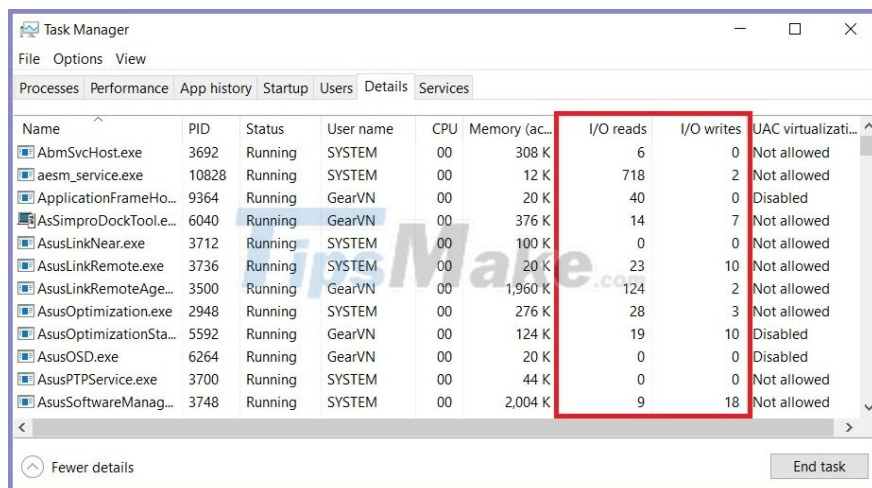 Task Manager
File Options View
Processes Performance App history Startup Users Details Services
Name PID Status User name CPU Memory (ac... I/O reads I/O writes UAC virtualizati...
AbmSvcHost.exe 3692 Running SYSTEM 00 308 K 6 0 Not allowed
aesm_service.exe 10828 Running SYSTEM 00 12 K 718 2 Not allowed
ApplicationFrameHo... 9364 Running GearVN 00 20 K 40 0 Disabled
AsSimproDockTool.e... 6040 Running GearVN 00 376 K 14 7 Not allowed
AsusLinkNear.exe 3712 Running SYSTEM 00 100 K 0 0 Not allowed
AsusLinkRemote.exe 3736 Running SYSTEM 00 20 K 23 10 Not allowed
AsusLinkRemoteAge... 3500 Running GearVN 00 1,960 K 124 2 Not allowed
AsusOptimization.exe 2948 Running SYSTEM 00 276 K 28 3 Not allowed
AsusOptimizationSta... 5592 Running GearVN 00 124 K 19 10 Disabled
AsusOSD.exe 6264 Running GearVN 00 20 K 0 0 Disabled
AsusPTPService.exe 3700 Running SYSTEM 00 44 K 0 0 Not allowed
AsusSoftwareManag... 3748 Running SYSTEM 00 2,004 K 9 18 Not allowed
TipsMake.com
Fewer details
End task